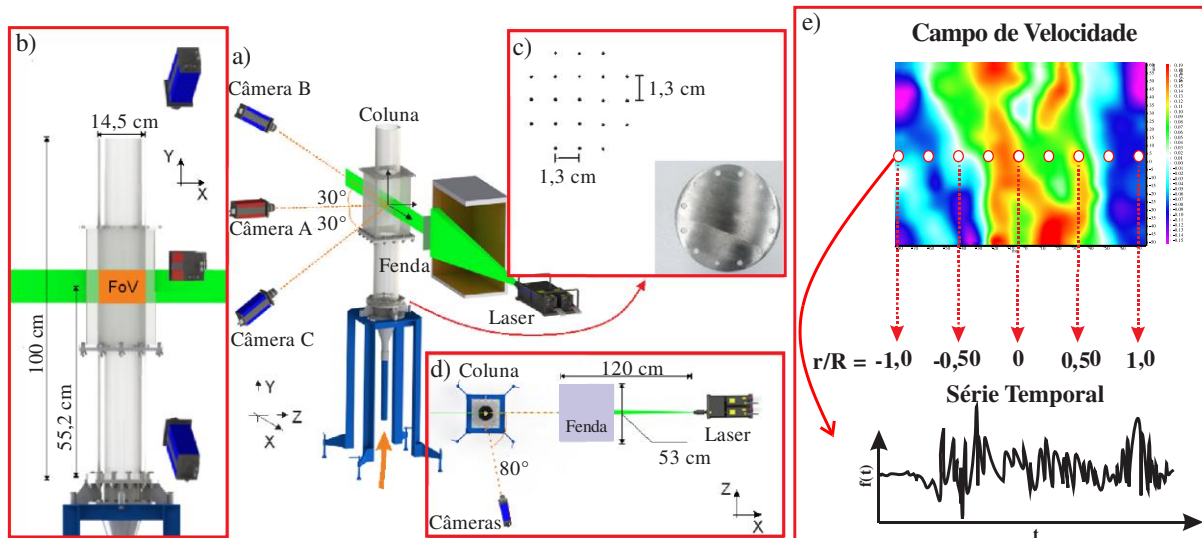 b)
14,5 cm
Y
X
FoV
100 cm
55,2 cm
a)
Câmera B
Coluna
30°
Câmera A
30°
Fenda
Câmera C
Laser
Y
Z
X
c)
1,3 cm
1,3 cm
d)
Coluna
120 cm
Fenda
Laser
53 cm
80°
Câmeras
Z
X
e)
Campo de Velocidade
r/R = -1,0 -0,50 0 0,50 1,0
Série Temporal
f(t)
t